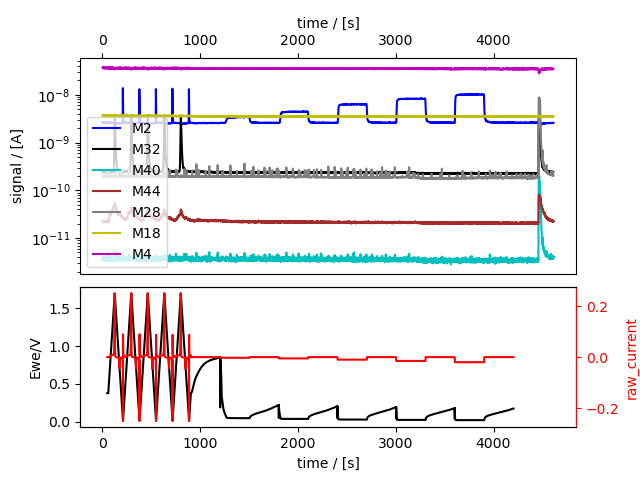 time / [s]
0 1000 2000 3000 4000
signal / [A]
10⁻⁸
10⁻⁹
10⁻¹⁰
10⁻¹¹
M2
M32
M40
M44
M28
M18
M4
Ewe/V
1.5
1.0
0.5
0.0
0.2
0.0
−0.2
raw_current
0 1000 2000 3000 4000
time / [s]